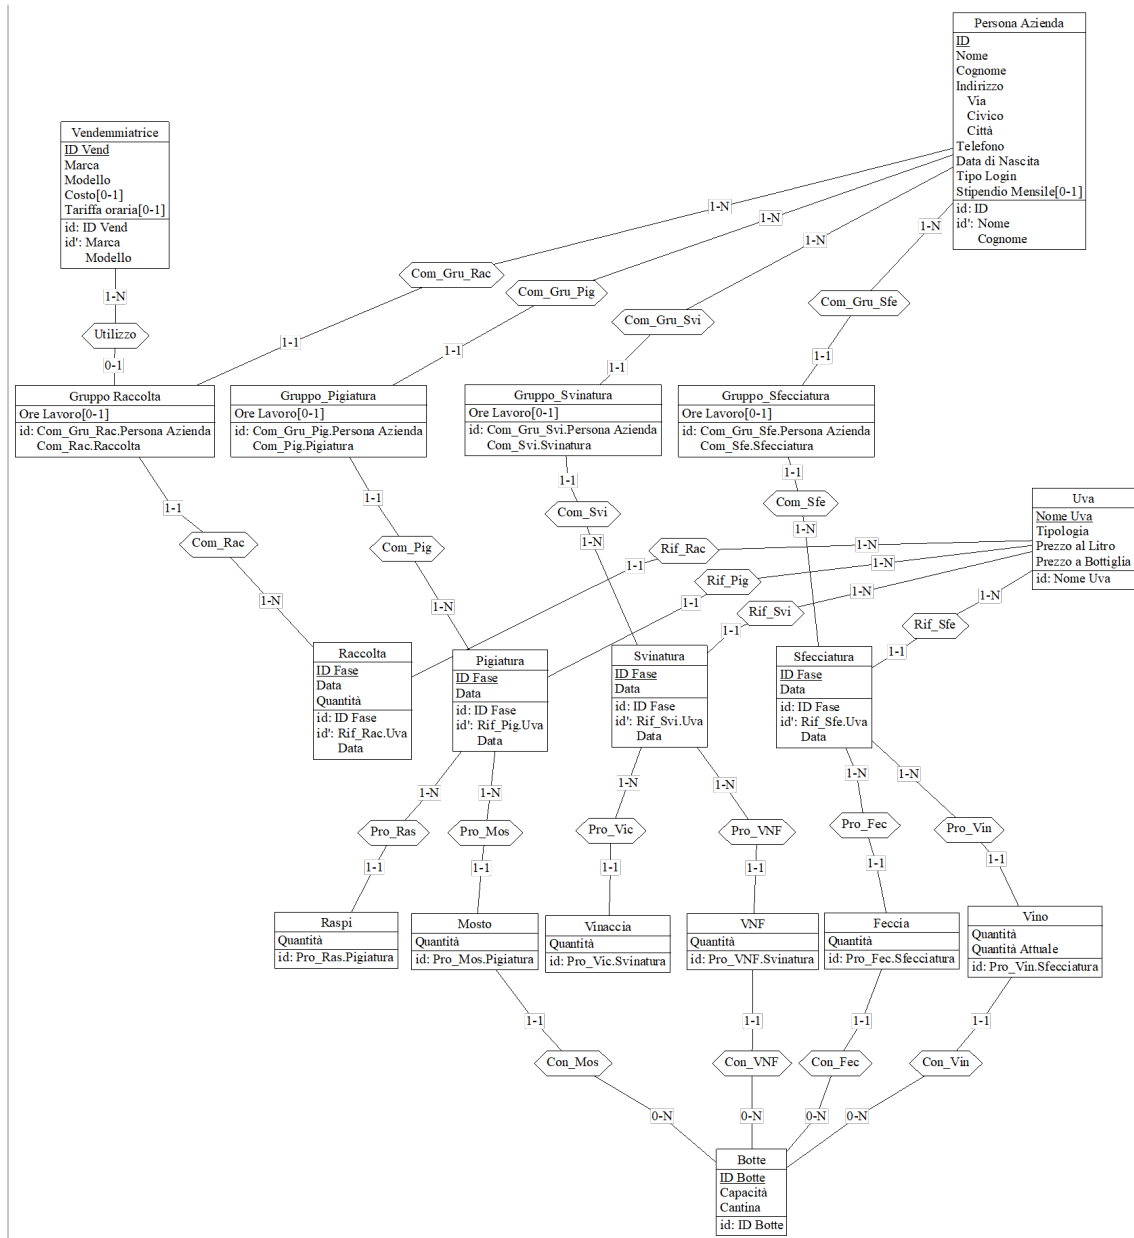 Persona Azienda
ID
Nome
Cognome
Indirizzo
Via
Civico
Città
Telefono
Data di Nascita
Tipo Login
Stipendio Mensile[0-1]
id: ID
id': Nome
Cognome
Vendemmiatrice
ID Vend
Marca
Modello
Costo[0-1]
Tariffa oraria[0-1]
id: ID Vend
id': Marca
Modello
1-N
1-N
1-N
1-N
Com_Gru_Rac
Com_Gru_Pig
Com_Gru_Svi
Com_Gru_Sfe
1-N
Utilizzo
0-1
1-1
1-1
1-1
1-1
Gruppo Raccolta
Ore Lavoro[0-1]
id: Com_Gru_Rac.Persona Azienda
Com_Rac.Raccolta
Gruppo_Pigiatura
Ore Lavoro[0-1]
id: Com_Gru_Pig.Persona Azienda
Com_Pig.Pigiatura
Gruppo_Svinatura
Ore Lavoro[0-1]
id: Com_Gru_Svi.Persona Azienda
Com_Svi.Svinatura
Gruppo_Sfecciatura
Ore Lavoro[0-1]
id: Com_Gru_Sfe.Persona Azienda
Com_Sfe.Sfecciatura
1-1
1-1
1-1
1-1
Com_Rac
Com_Pig
Com_Svi
Com_Sfe
1-N
1-N
1-N
1-N
Uva
Nome Uva
Tipologia
Prezzo al Litro
Prezzo a Bottiglia
id: Nome Uva
Rif_Rac
1-N
1-1
Rif_Pig
1-N
1-1
Rif_Svi
1-N
1-1
Rif_Sfe
1-N
1-1
Raccolta
ID Fase
Data
Quantità
id: ID Fase
id': Rif_Rac.Uva
Data
Pigiatura
ID Fase
Data
id: ID Fase
id': Rif_Pig.Uva
Data
Svinatura
ID Fase
Data
id: ID Fase
id': Rif_Svi.Uva
Data
Sfecciatura
ID Fase
Data
id: ID Fase
id': Rif_Sfe.Uva
Data
1-N
1-N
1-N
1-N
1-N
1-N
Pro_Ras
Pro_Mos
Pro_Vic
Pro_VNF
Pro_Fec
Pro_Vin
1-1
1-1
1-1
1-1
1-1
1-1
Raspi
Quantità
id: Pro_Ras.Pigiatura
Mosto
Quantità
id: Pro_Mos.Pigiatura
Vinaccia
Quantità
id: Pro_Vic.Svinatura
VNF
Quantità
id: Pro_VNF.Svinatura
Feccia
Quantità
id: Pro_Fec.Sfecciatura
Vino
Quantità
Quantità Attuale
id: Pro_Vin.Sfecciatura
1-1
1-1
1-1
1-1
Con_Mos
Con_VNF
Con_Fec
Con_Vin
0-N
0-N
0-N
0-N
Botte
ID Botte
Capacità
Cantina
id: ID Botte